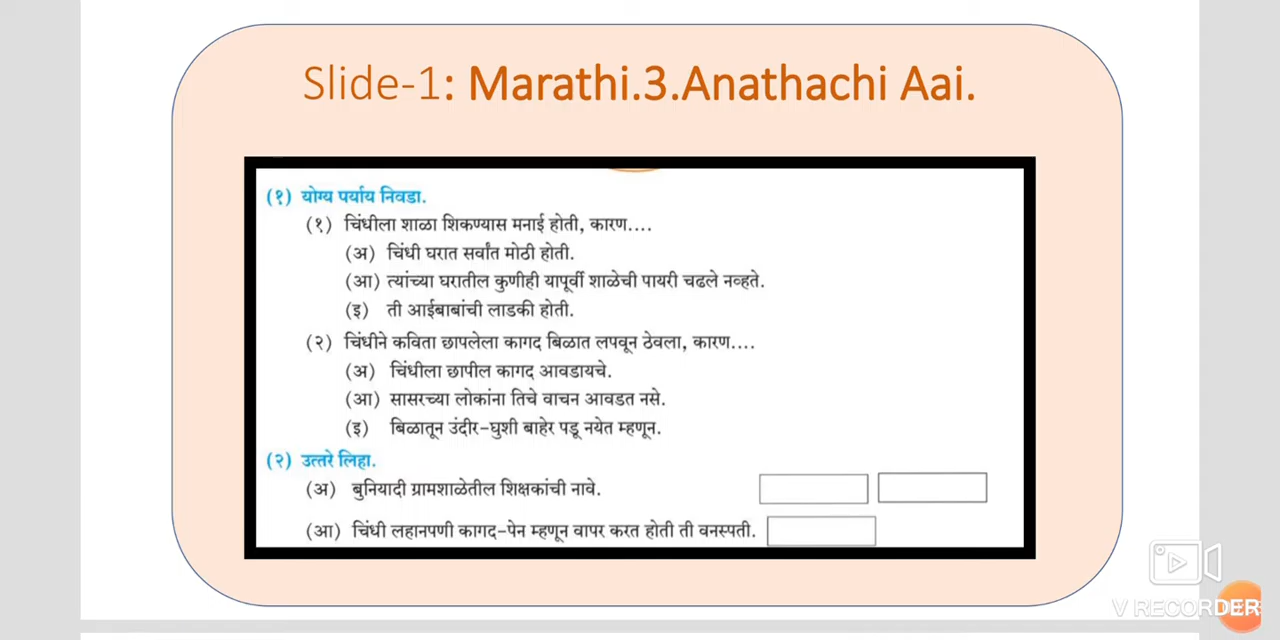 Slide-1: Marathi.3.Anathachi Aai.
(१) योग्य पर्याय निवडा.
(१) चिंधीला शाळा शिकण्यास मनाई होती, कारण....
(अ) चिंधी घरात सर्वांत मोठी होती.
(आ) त्यांच्या घरातील कुणीही यापूर्वी शाळेची पायरी चढले नव्हते.
(इ) ती आईबाबांची लाडकी होती.
(२) चिंधीने कविता छापलेला कागद बिळात लपवून ठेवला, कारण....
(अ) चिंधीला छापील कागद आवडायचे.
(आ) सासरच्या लोकांना तिचे वाचन आवडत नसे.
(इ) बिळातून उंदीर-घुशी बाहेर पडू नयेत म्हणून.
(२) उत्तरे लिहा.
(अ) बुनियादी ग्रामशाळेतील शिक्षकांची नावे.
(आ) चिंधी लहानपणी कागद-पेन म्हणून वापर करत होती ती वनस्पती.
V RECORDER